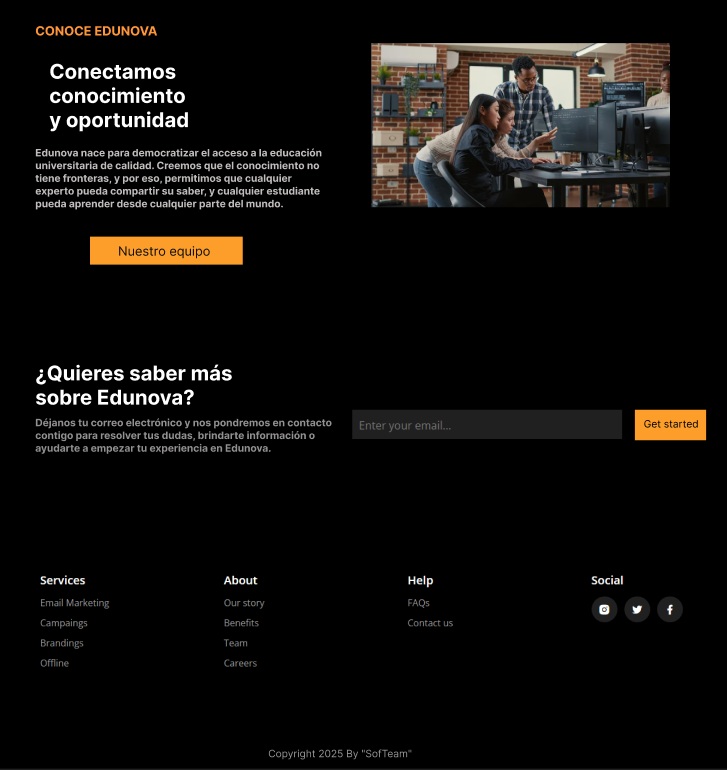 CONOCE EDUNOVA
Conectamos
conocimiento
y oportunidad
Edunova nace para democratizar el acceso a la educación
universitaria de calidad. Creemos que el conocimiento no
tiene fronteras, y por eso, permitimos que cualquier
experto pueda compartir su saber, y cualquier estudiante
pueda aprender desde cualquier parte del mundo.
Nuestro equipo
¿Quieres saber más
sobre Edunova?
Déjanos tu correo electrónico y nos pondremos en contacto
contigo para resolver tus dudas, brindarte información o
ayudarte a empezar tu experiencia en Edunova.
Enter your email...
Get started
Services
Email Marketing
Campaings
Brandings
Offline
About
Our story
Benefits
Team
Careers
Help
FAQs
Contact us
Social
Copyright 2025 By "SofTeam"